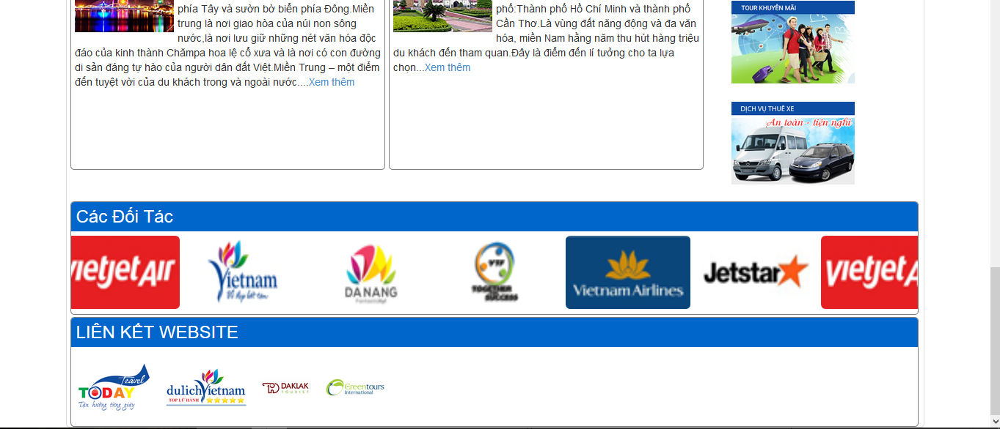 phía Tây và sườn bờ biển phía Đông.Miền
trung là nơi giao hòa của núi non sông
nước,là nơi lưu giữ những nét văn hóa độc
đáo của kinh thành Chămpa hoa lệ cổ xưa và là nơi có con đường
di sản đáng tự hào của người dân đất Việt.Miền Trung – một điểm
đến tuyệt vời của du khách trong và ngoài nước....Xem thêm
phố:Thành phố Hồ Chí Minh và thành phố
Cần Thơ.Là vùng đất năng động và đa văn
hóa, miền Nam hằng năm thu hút hàng triệu
du khách đến tham quan.Đây là điểm đến lí tưởng cho ta lựa
chọn...Xem thêm
TOUR KHUYẾN MÃI
DỊCH VỤ THUÊ XE
An toàn - tiện nghi
Các Đối Tác
vietjet Air
Vietnam
Vẻ đẹp bất tận
DANANG
FantastiCity!
VTF
TOGETHER FOR SUCCESS
Vietnam Airlines
Jetstar
vietjet
LIÊN KẾT WEBSITE
Travel
TODAY
Tận hưởng từng giây
dulichVietnam
TOP LỮ HÀNH
DAKLAK
TOURIST
Greentours
International